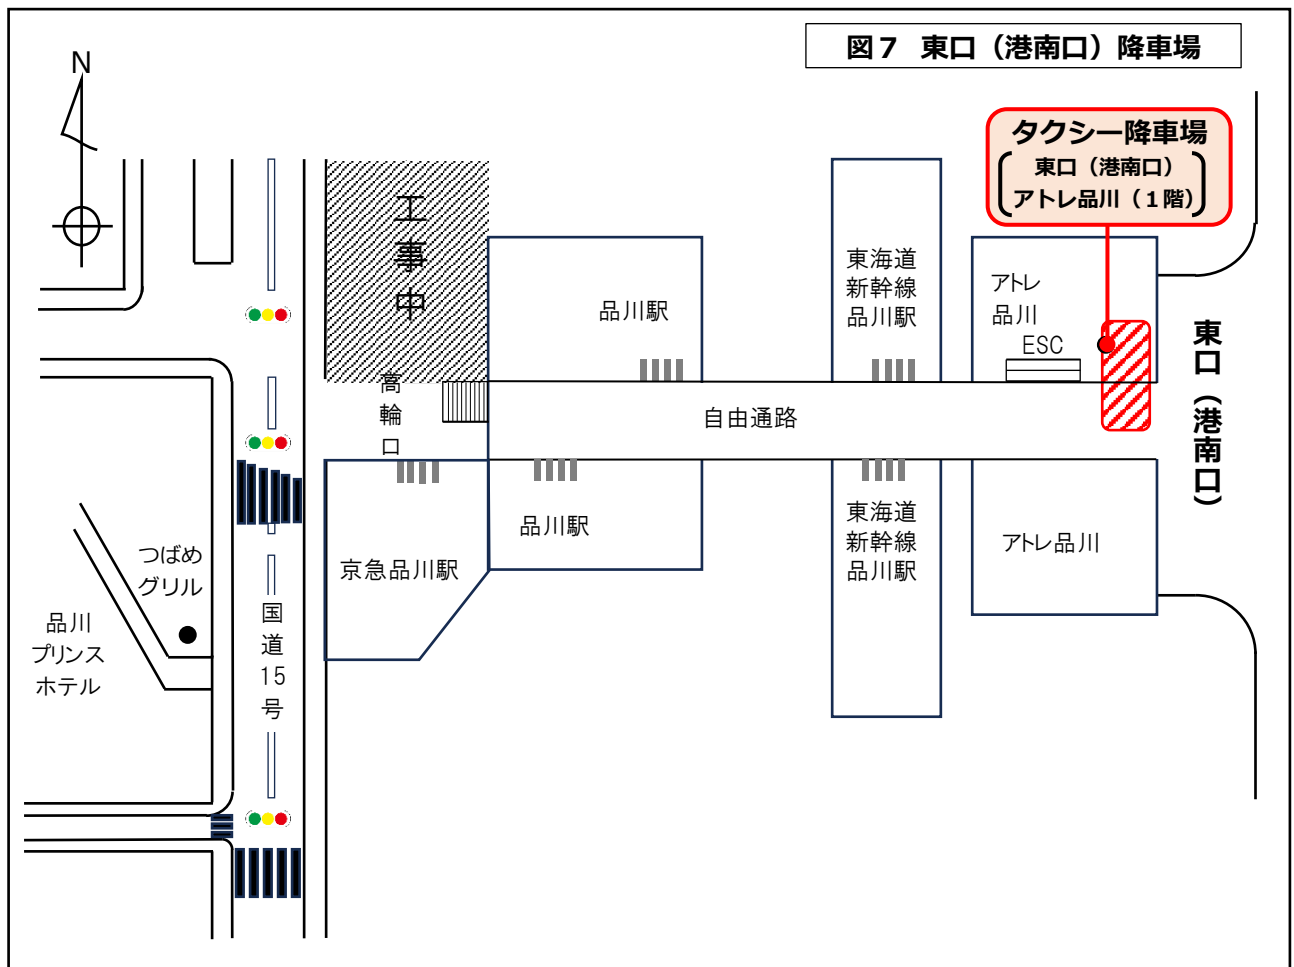 図７ 東口（港南口）降車場
N
タクシー降車場
東口（港南口）
アトレ品川（１階）
工事中
品川駅
東海道
新幹線
品川駅
アトレ
品川
ESC
東口（港南口）
高輪口
自由通路
京急品川駅
品川駅
東海道
新幹線
品川駅
アトレ品川
つばめ
グリル
品川
プリンス
ホテル
国道15号